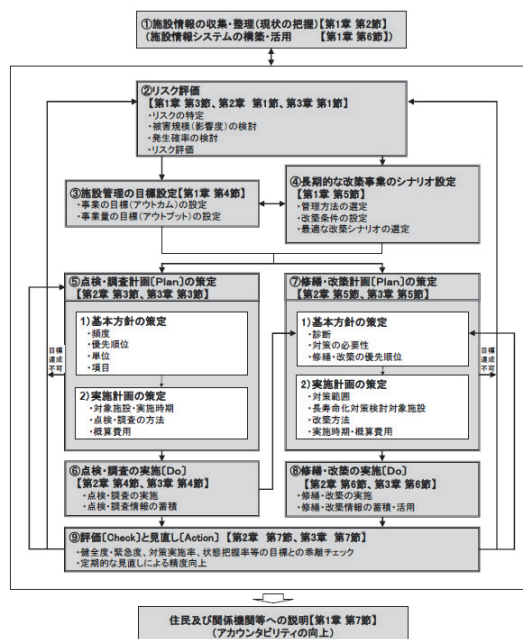 ①施設情報の収集・整理(現状の把握)【第1章 第2節】
(施設情報システムの構築・活用 【第1章 第6節】)
②リスク評価
【第1章 第3節、第2章 第1節、第3章 第1節】
・リスクの特定
・被害規模(影響度)の検討
・発生確率の検討
・リスク評価
③施設管理の目標設定【第1章 第4節】
・事業の目標(アウトカム)の設定
・事業量の目標(アウトプット)の設定
④長期的な改築事業のシナリオ設定
【第1章 第5節】
・管理方法の選定
・改築条件の設定
・最適な改築シナリオの選定
⑤点検・調査計画〔Plan〕の策定
【第2章 第3節、第3章 第3節】
1)基本方針の策定
・頻度
・優先順位
・単位
・項目
2)実施計画の策定
・対象施設・実施時期
・点検・調査の方法
・概算費用
⑥点検・調査の実施〔Do〕
【第2章 第4節、第3章 第4節】
・点検・調査の実施
・点検・調査情報の蓄積
⑦修繕・改築計画〔Plan〕の策定
【第2章 第5節、第3章 第5節】
1)基本方針の策定
・診断
・対策の必要性
・修繕・改築の優先順位
2)実施計画の策定
・対策範囲
・長寿命化対策検討対象施設
・改築方法
・実施時期・概算費用
⑧修繕・改築の実施〔Do〕
【第2章 第6節、第3章 第6節】
・修繕・改築の実施
・修繕・改築情報の蓄積・活用
目標
達成
不可
目標
達成
不可
⑨評価〔Check〕と見直し〔Action〕 【第2章 第7節、第3章 第7節】
・健全度・緊急度、対策実施率、状態把握率等の目標との乖離チェック
・定期的な見直しによる精度向上
住民及び関係機関等への説明【第1章 第7節】
(アカウンタビリティの向上)